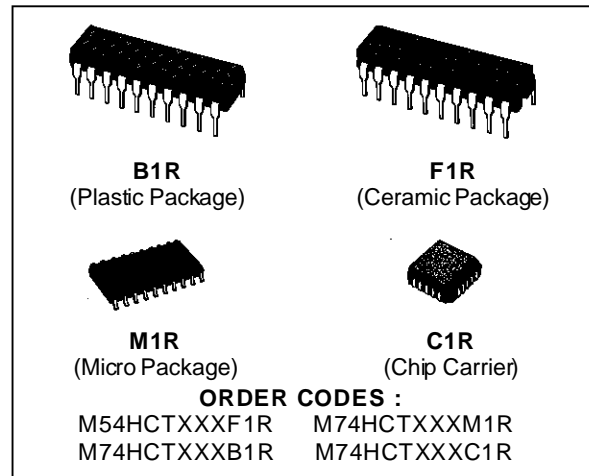 B1R F1R
(Plastic Package) (Ceramic Package)
M1R C1R
(Micro Package) (Chip Carrier)
ORDER CODES :
M54HCTXXXF1R M74HCTXXXM1R
M74HCTXXXB1R M74HCTXXXC1R